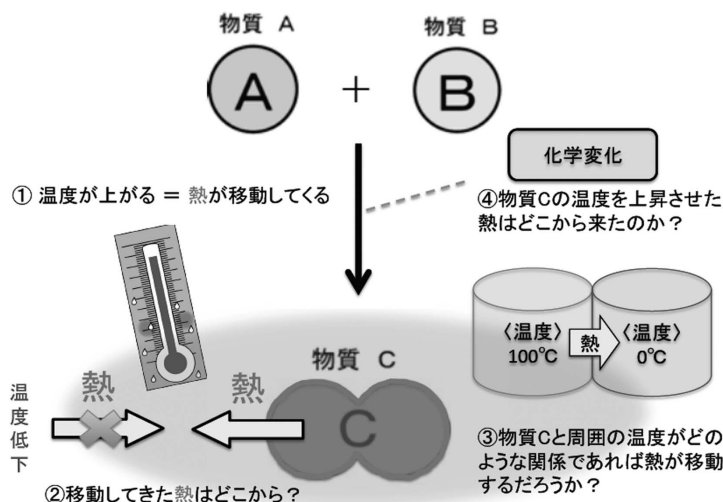 物質 A
物質 B
A + B
化学変化
① 温度が上がる = 熱が移動してくる
④物質Cの温度を上昇させた
熱はどこから来たのか？
〈温度〉
100℃
熱
〈温度〉
0℃
物質 C
C
熱
熱
温度低下
③物質Cと周囲の温度がどの
ような関係であれば熱が移動
するだろうか？
②移動してきた熱はどこから？